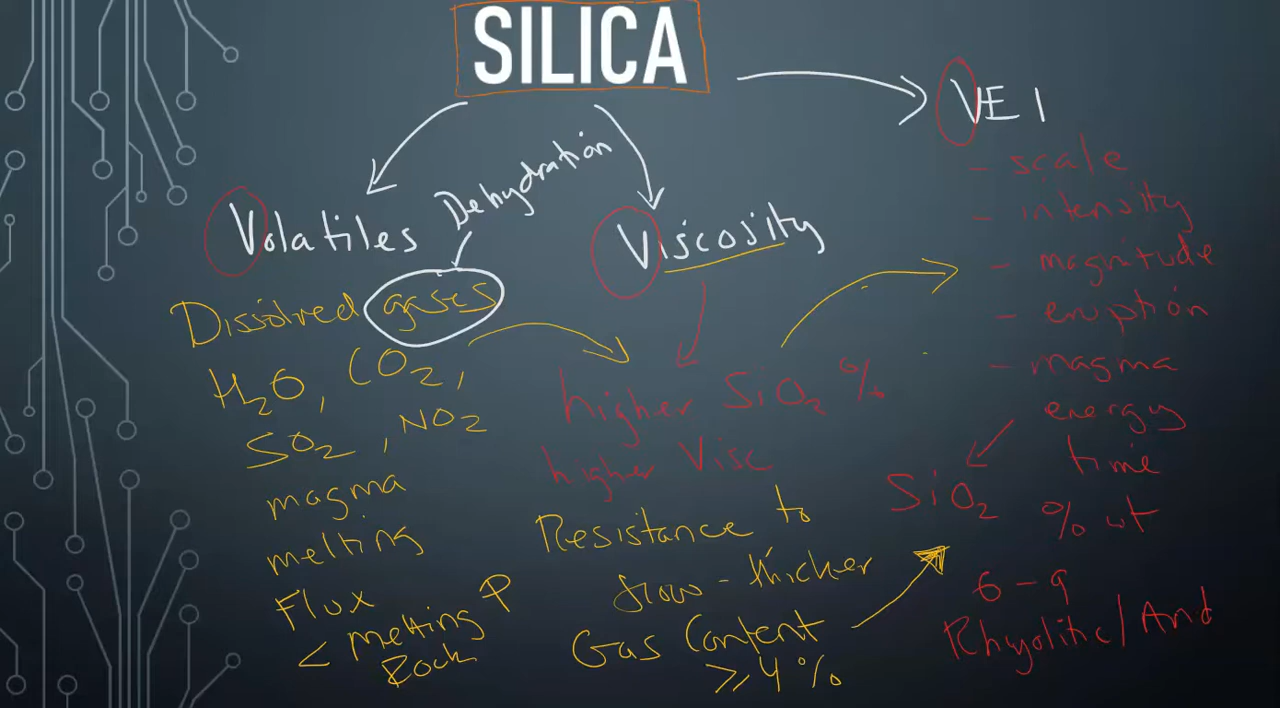 SILICA
Dehydration
Volatiles
Dissolved gases
H2O, CO2,
SO2, NO2
magma
melting
Flux
< Melting P
Rock
Viscosity
higher SiO2 %
higher Visc
Resistance to
flow - thicker
Gas Content
≥ 4 %
VEI
- scale
- intensity
- magnitude
- eruption
- magma
energy
time
SiO2 % wt
6 - 9
Rhyolitic/And